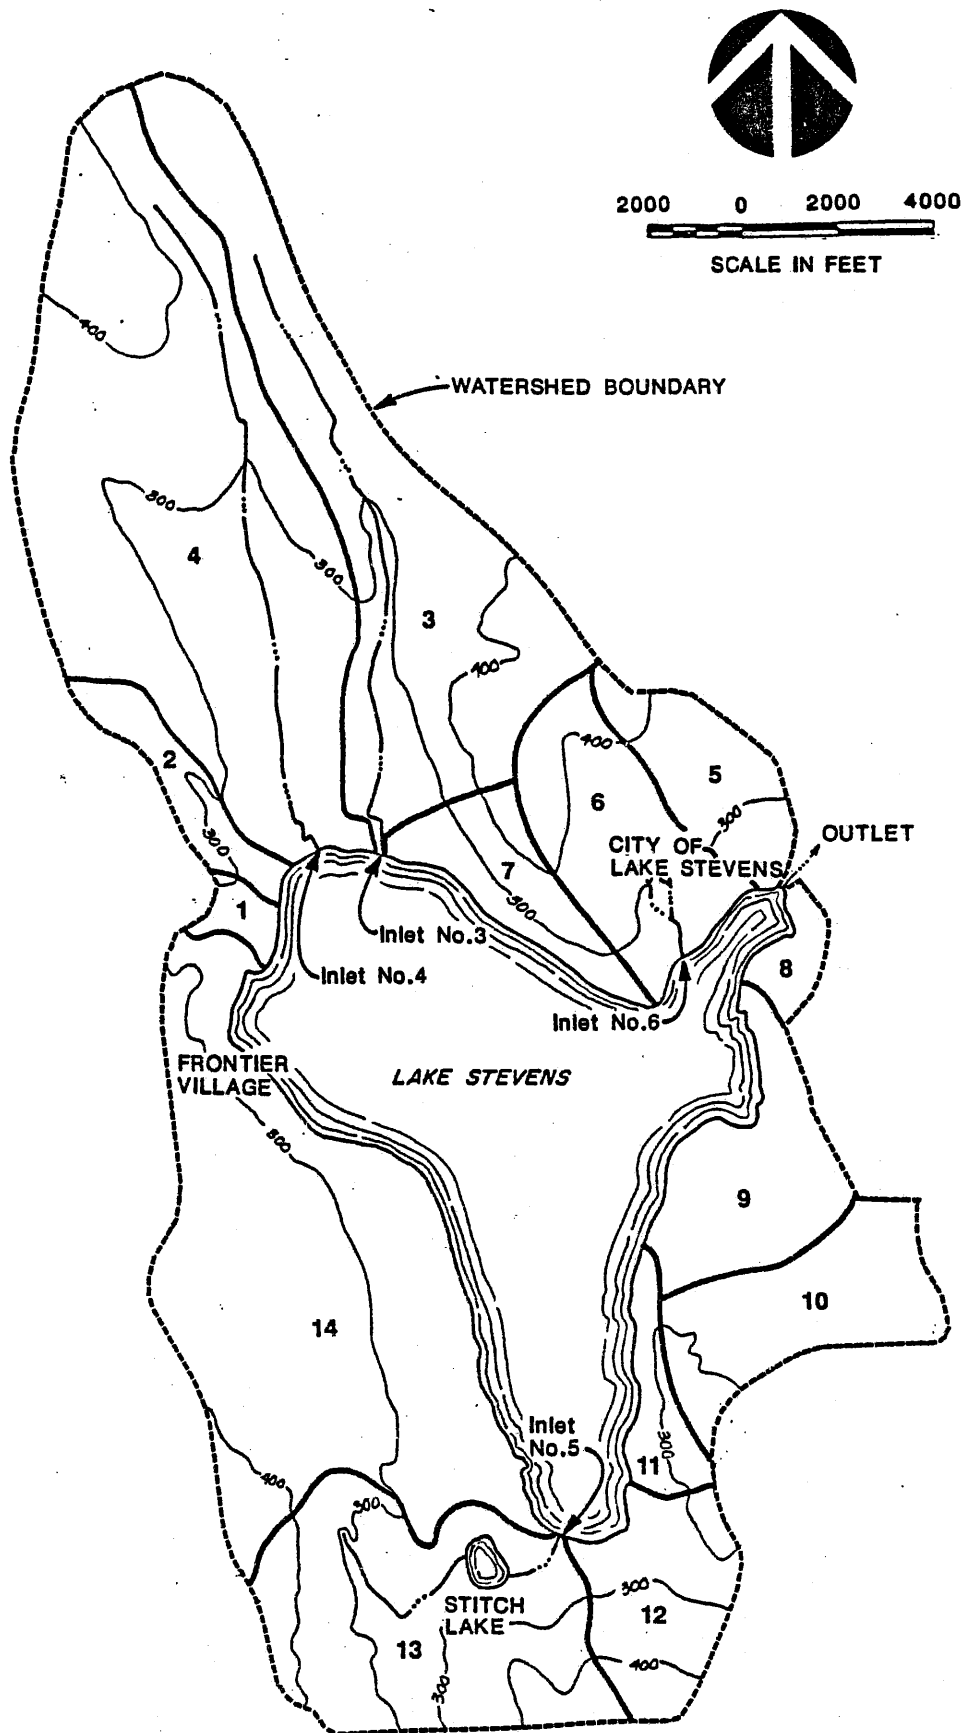 2000 0 2000 4000
SCALE IN FEET
WATERSHED BOUNDARY
400
300
4
300
3
400
2
400
5
6
300
OUTLET
CITY OF
LAKE STEVENS
300
7
300
1
Inlet No.3
8
Inlet No.4
Inlet No.6
FRONTIER
VILLAGE
LAKE STEVENS
300
9
10
14
Inlet
No.5
300
11
400
300
300
12
STITCH
LAKE
13
400
300